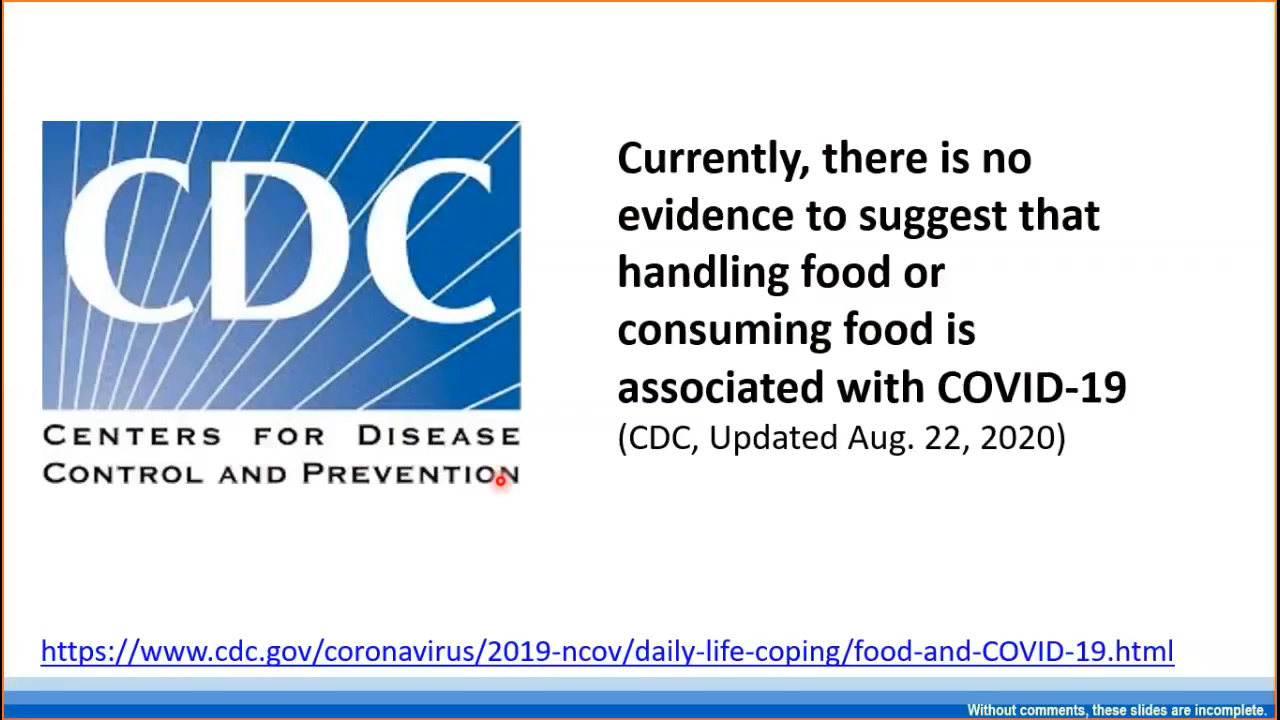 CDC
CENTERS FOR DISEASE
CONTROL AND PREVENTION
Currently, there is no
evidence to suggest that
handling food or
consuming food is
associated with COVID-19
(CDC, Updated Aug. 22, 2020)
https://www.cdc.gov/coronavirus/2019-ncov/daily-life-coping/food-and-COVID-19.html
Without comments, these slides are incomplete.